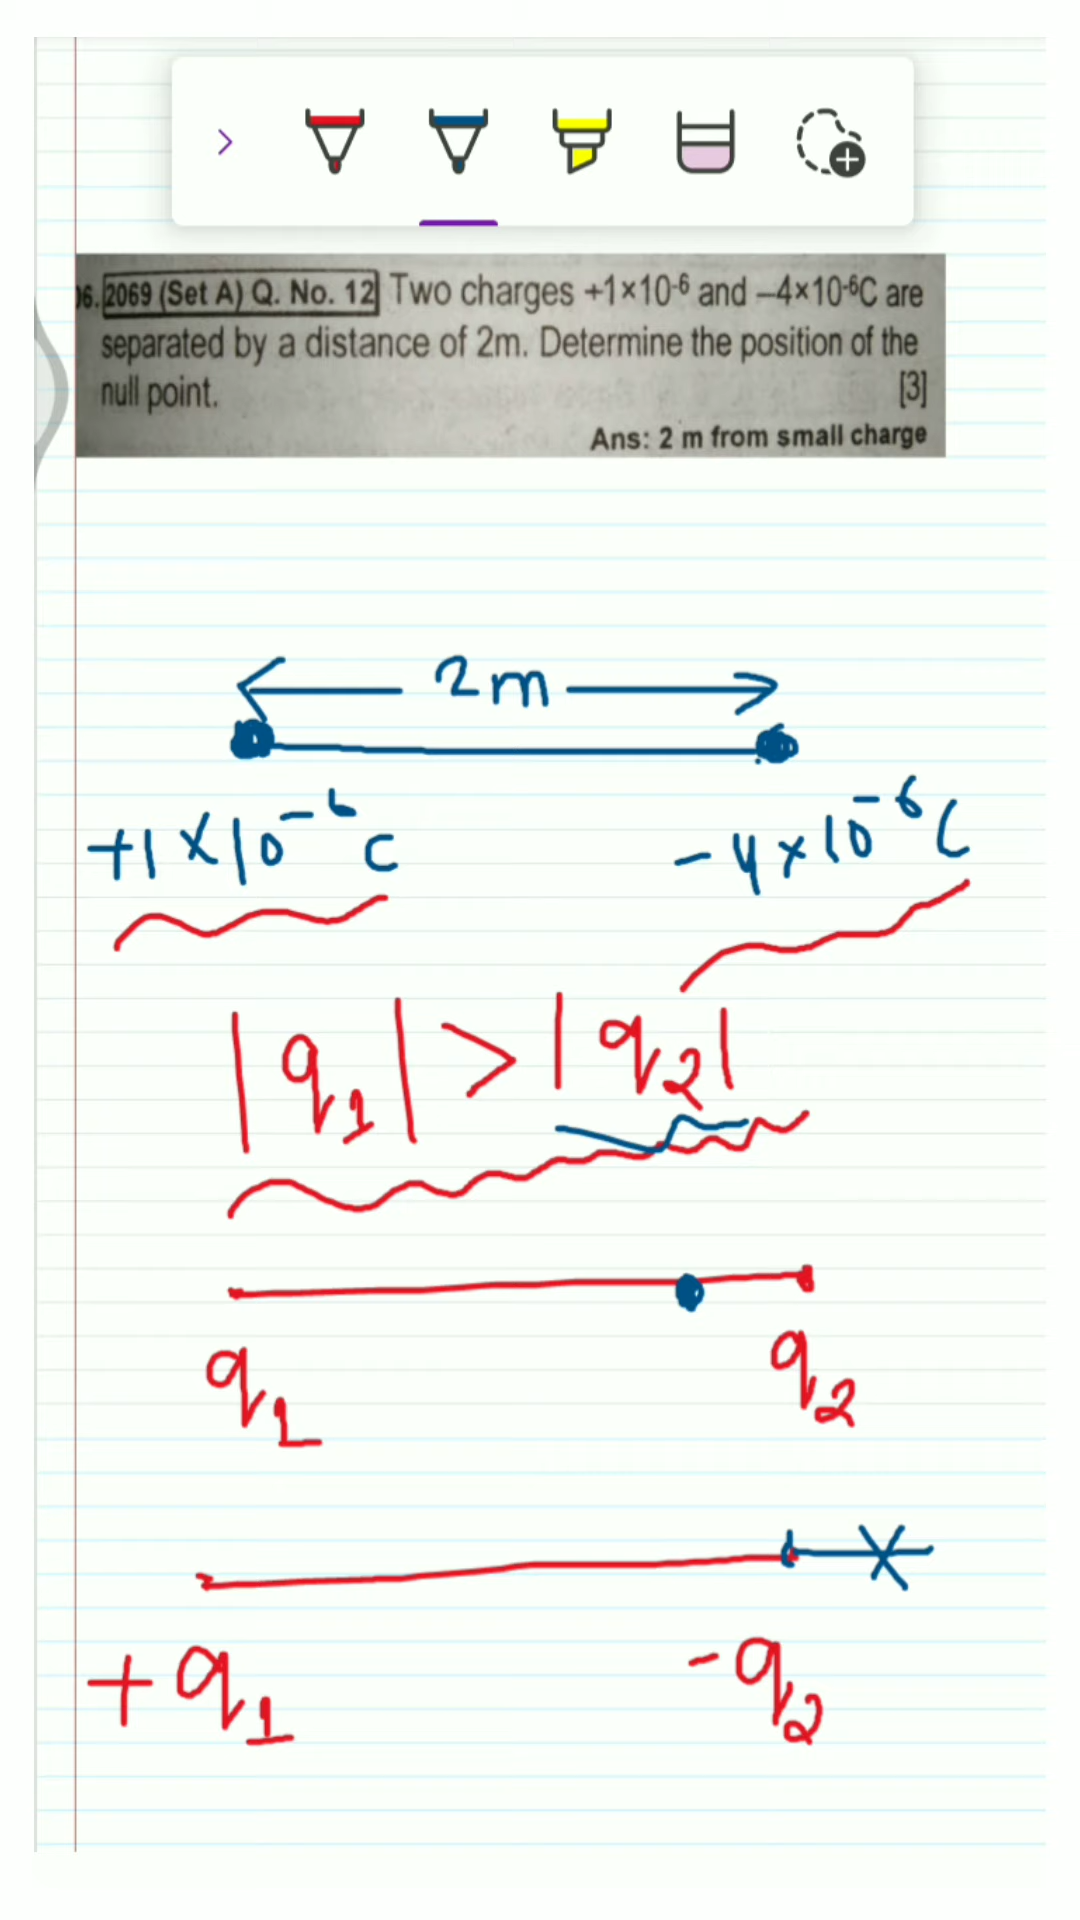 06. 2069 (Set A) Q. No. 12 Two charges +1×10⁻⁶ and –4×10⁻⁶C are
separated by a distance of 2m. Determine the position of the
null point. [3]
Ans: 2 m from small charge
2m
+1×10⁻⁶C -4×10⁻⁶C
|q₁| > |q₂|
q₁ q₂
+q₁ -q₂